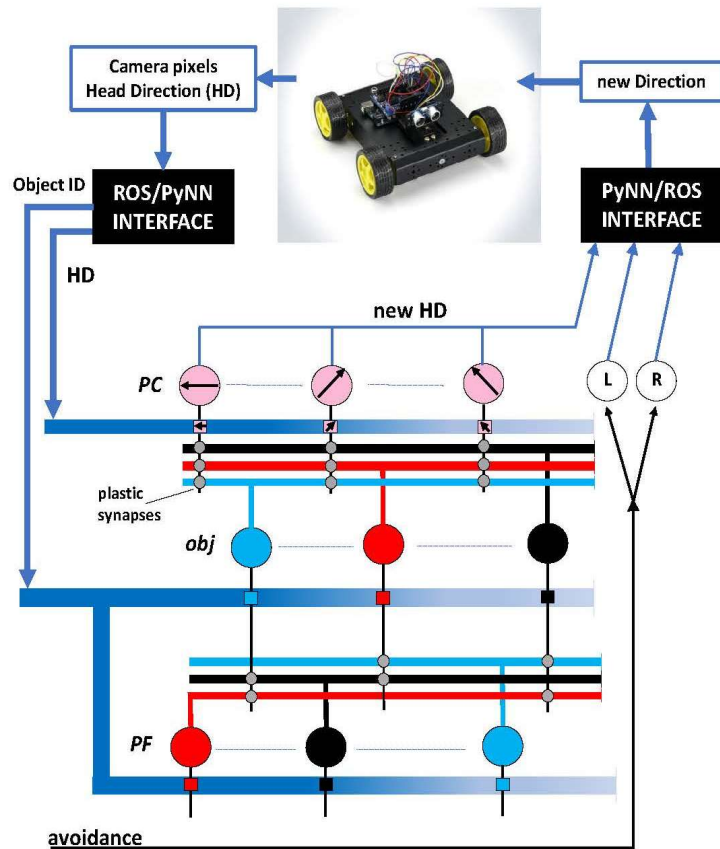 Camera pixels
Head Direction (HD)
new Direction
Object ID
ROS/PyNN
INTERFACE
PyNN/ROS
INTERFACE
HD
new HD
PC
L
R
plastic
synapses
obj
PF
avoidance